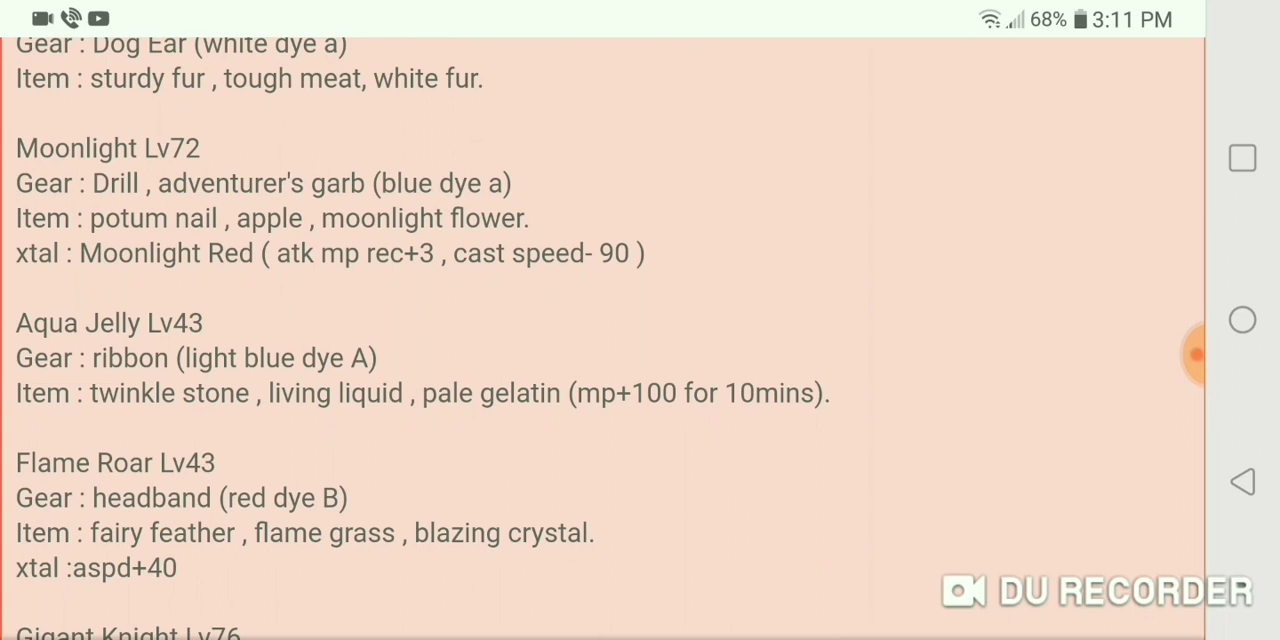 68% 3:11 PM
Gear : Dog Ear (white dye a)
Item : sturdy fur , tough meat, white fur.
Moonlight Lv72
Gear : Drill , adventurer's garb (blue dye a)
Item : potum nail , apple , moonlight flower.
xtal : Moonlight Red ( atk mp rec+3 , cast speed- 90 )
Aqua Jelly Lv43
Gear : ribbon (light blue dye A)
Item : twinkle stone , living liquid , pale gelatin (mp+100 for 10mins).
Flame Roar Lv43
Gear : headband (red dye B)
Item : fairy feather , flame grass , blazing crystal.
xtal :aspd+40
DU RECORDER
Gigant Knight Lv76